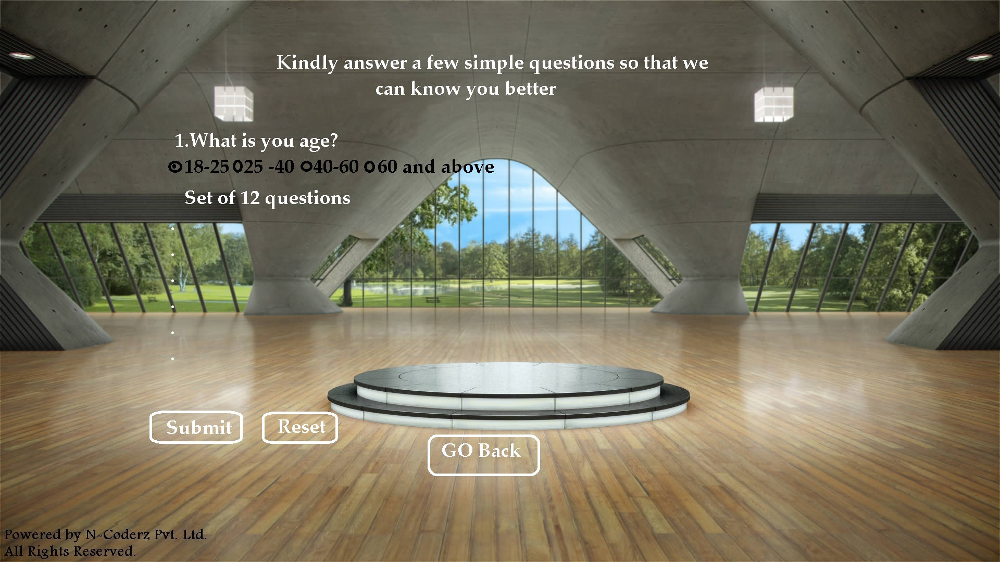 Kindly answer a few simple questions so that we
can know you better
1.What is you age?
18-25 25 -40 40-60 60 and above
Set of 12 questions
.
.
.
.
.
.
Submit Reset
GO Back
Powered by N~Coderz Pvt. Ltd.
All Rights Reserved.